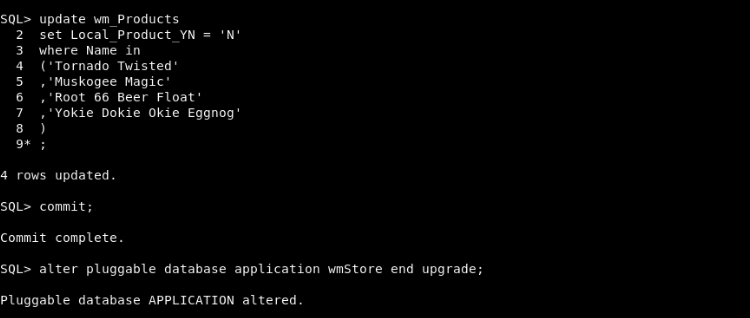 SQL> update wm_Products
2 set Local_Product_YN = 'N'
3 where Name in
4 ('Tornado Twisted'
5 ,'Muskogee Magic'
6 ,'Root 66 Beer Float'
7 ,'Yokie Dokie Okie Eggnog'
8 )
9* ;
4 rows updated.
SQL> commit;
Commit complete.
SQL> alter pluggable database application wmStore end upgrade;
Pluggable database APPLICATION altered.